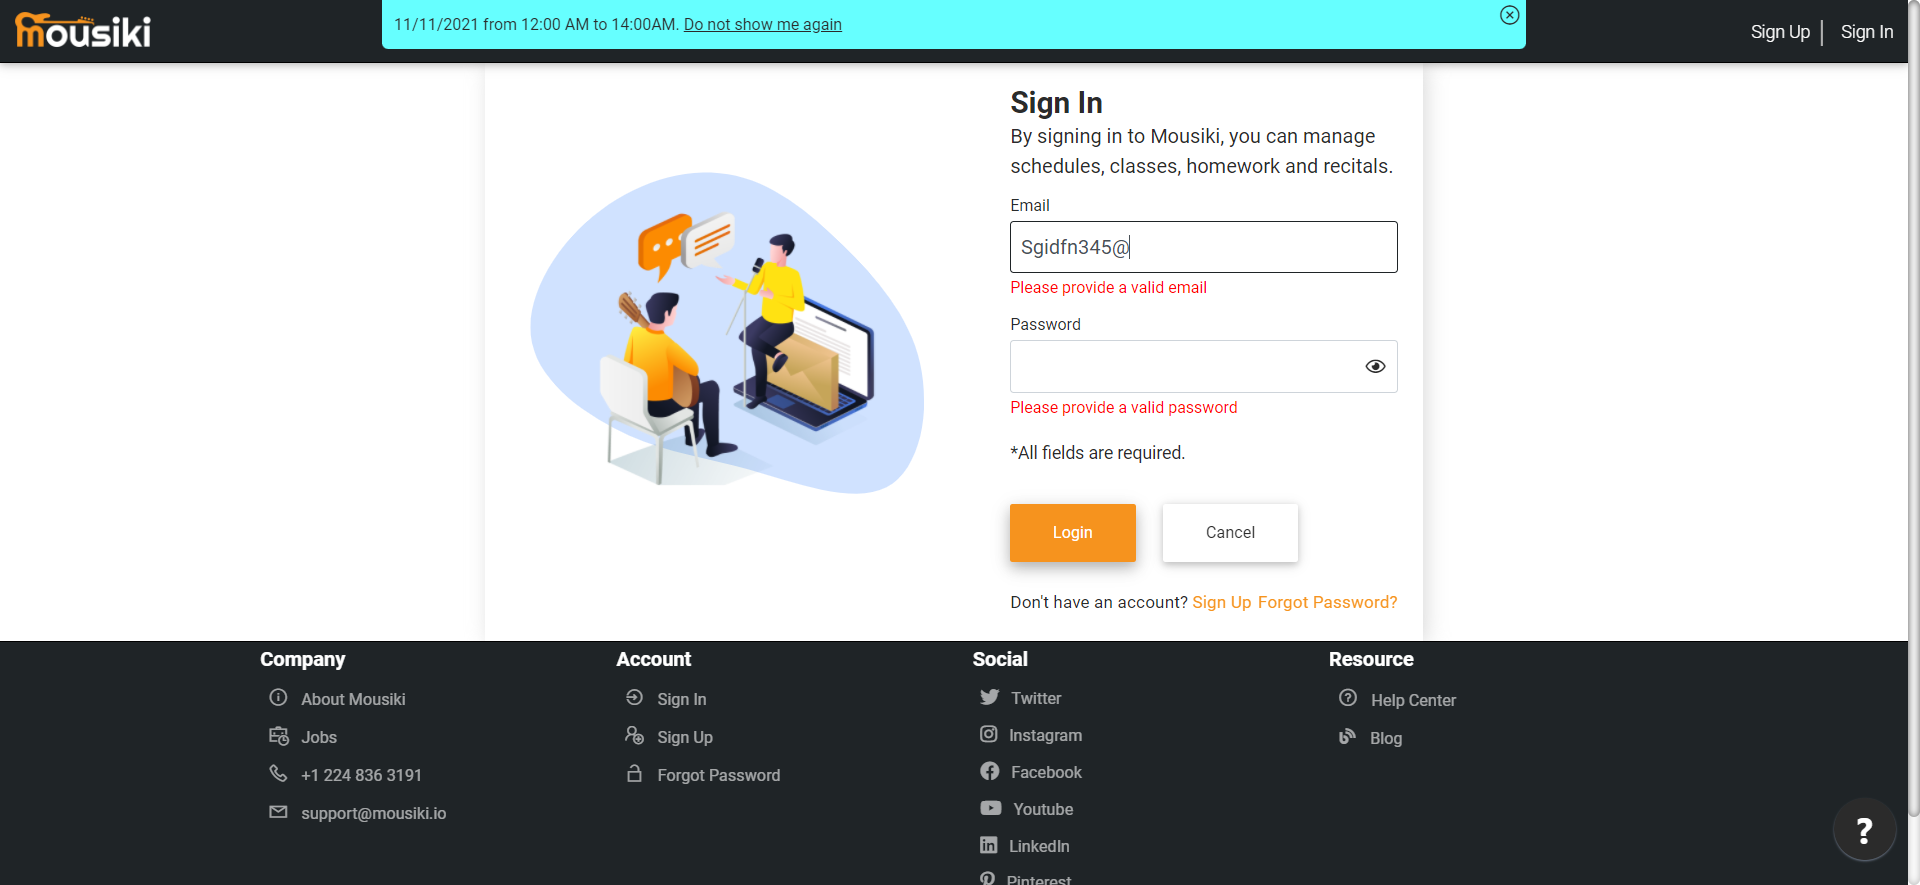 mousiki
11/11/2021 from 12:00 AM to 14:00AM. Do not show me again
Sign Up
Sign In
Sign In
By signing in to Mousiki, you can manage
schedules, classes, homework and recitals.
Email
Sgidfn345@
Please provide a valid email
Password
Please provide a valid password
*All fields are required.
Login
Cancel
Don't have an account? Sign Up Forgot Password?
Company
About Mousiki
Jobs
+1 224 836 3191
support@mousiki.io
Account
Sign In
Sign Up
Forgot Password
Social
Twitter
Instagram
Facebook
Youtube
LinkedIn
Pinterest
Resource
Help Center
Blog
?